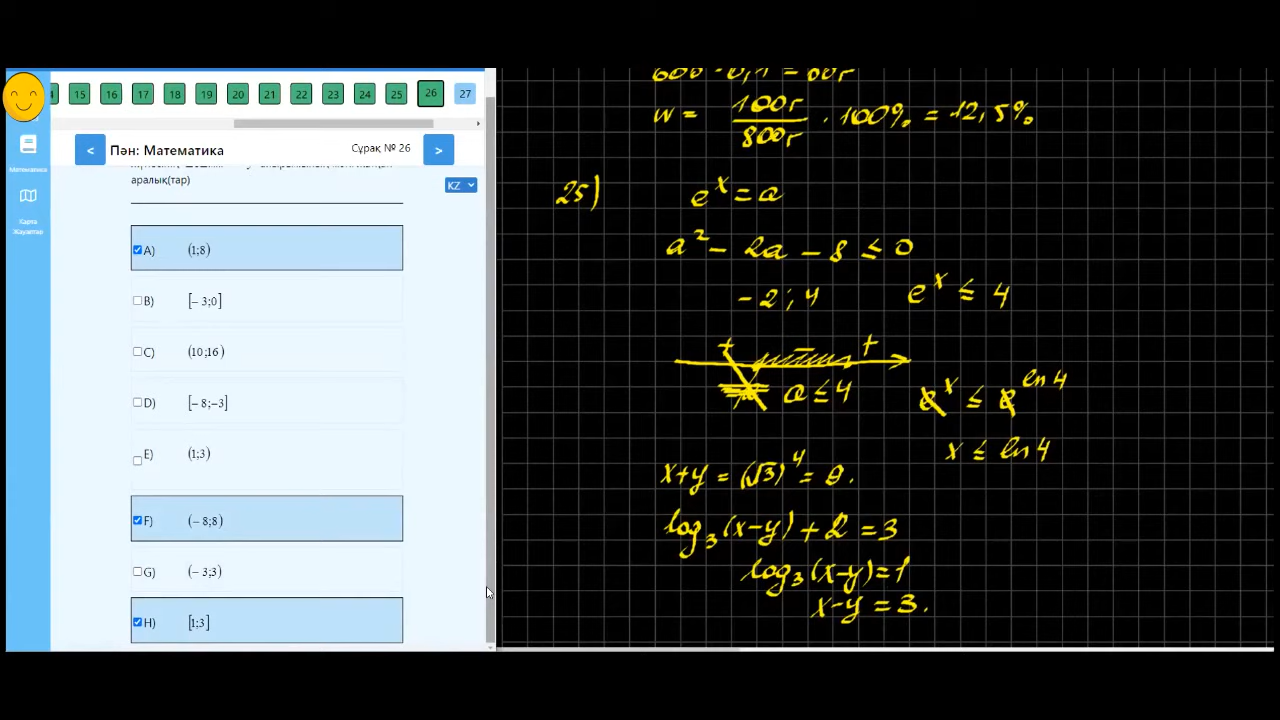 15 16 17 18 19 20 21 22 23 24 25 26 27
< Пән: Математика Сұрақ № 26 >
аралық(тар)
KZ
Математика
Карта
Жауаптар
A) (1;8)
B) [– 3;0]
C) (10;16)
D) [– 8;–3]
E) (1;3)
F) (– 8;8)
G) (– 3;3)
H) [1;3]
W = 100г / 800г · 100% = 12,5%
25) e^x = a
a² – 2a – 8 ≤ 0
– 2; 4 e^x ≤ 4
+ – +
a ≤ 4 e^x ≤ e^ln 4
x ≤ ln 4
x+y = (√3)^4 = 9.
log₃(x–y) + 2 = 3
log₃(x–y) = 1
x–y = 3.